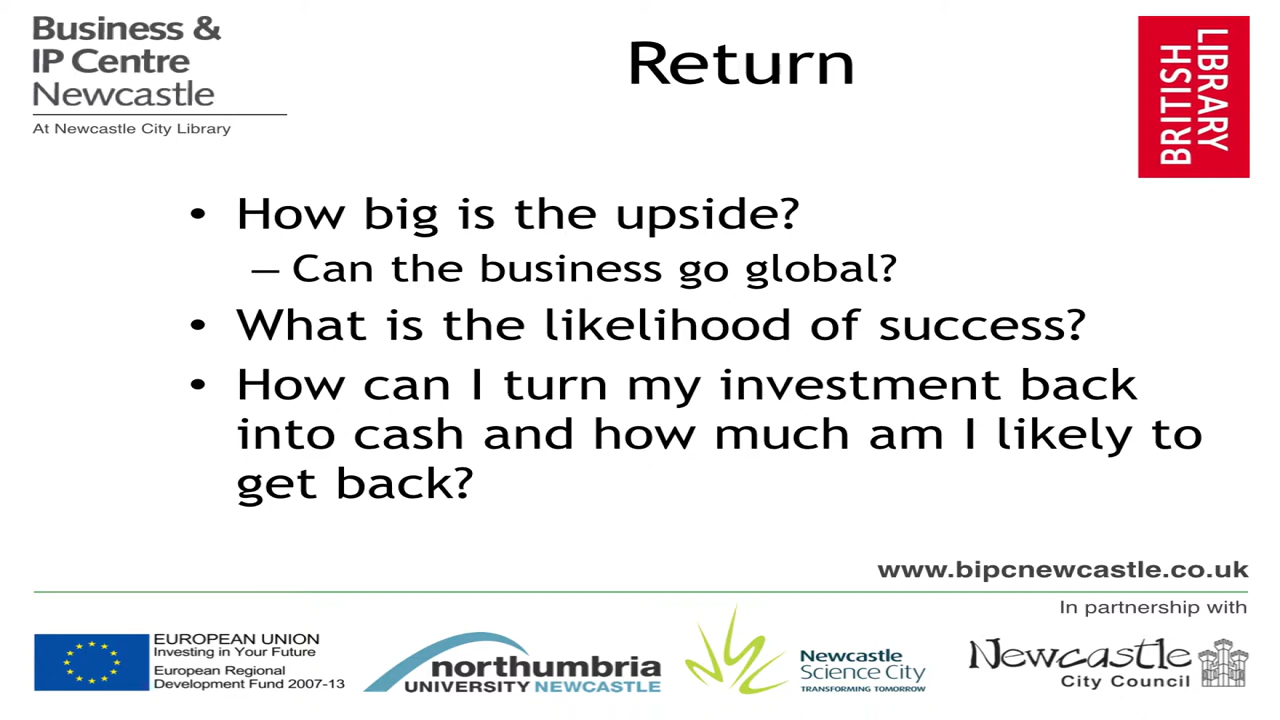 Business &
IP Centre
Newcastle
At Newcastle City Library
Return
BRITISH
LIBRARY
• How big is the upside?
– Can the business go global?
• What is the likelihood of success?
• How can I turn my investment back
into cash and how much am I likely to
get back?
www.bipcnewcastle.co.uk
In partnership with
EUROPEAN UNION
Investing in Your Future
European Regional
Development Fund 2007-13
northumbria
UNIVERSITY NEWCASTLE
Newcastle
Science City
TRANSFORMING TOMORROW
Newcastle
City Council